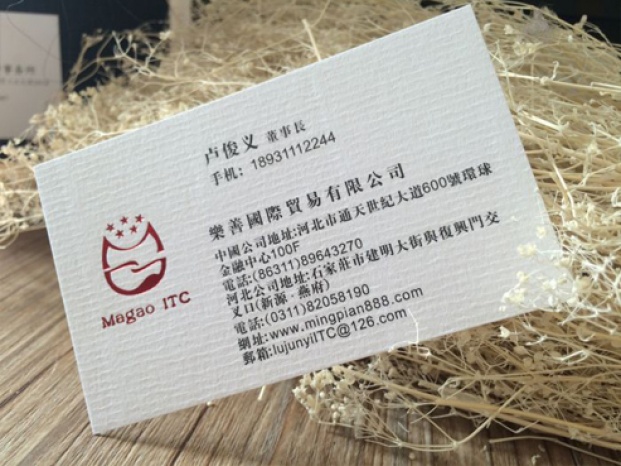 卢俊义 董事長
手机：18931112244
樂善國際貿易有限公司
中國公司地址:河北市通天世纪大道600號環球
金融中心100F
電話:(86311)89643270
河北公司地址:石家莊市建明大街與復興門交
叉口(新源·燕府)
電話:(0311)82058190
網址:www.mingpian888.com
郵箱:lujunyiITC@126.com
Magao ITC